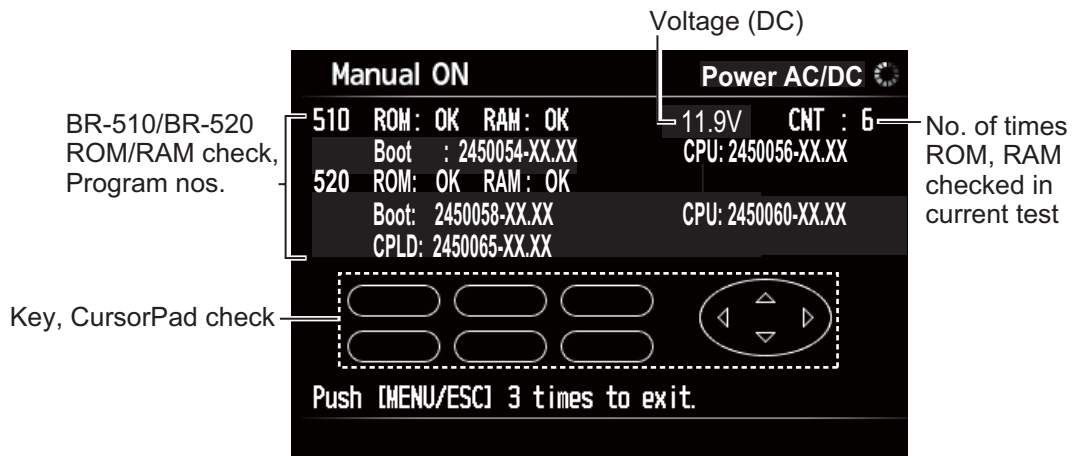 Voltage (DC)
Manual ON
Power AC/DC
BR-510/BR-520
ROM/RAM check,
Program nos.
510 ROM: OK RAM: OK 11.9V CNT : 6
Boot : 2450054-XX.XX CPU: 2450056-XX.XX
520 ROM: OK RAM: OK
Boot: 2450058-XX.XX CPU: 2450060-XX.XX
CPLD: 2450065-XX.XX
No. of times
ROM, RAM
checked in
current test
Key, CursorPad check
Push [MENU/ESC] 3 times to exit.